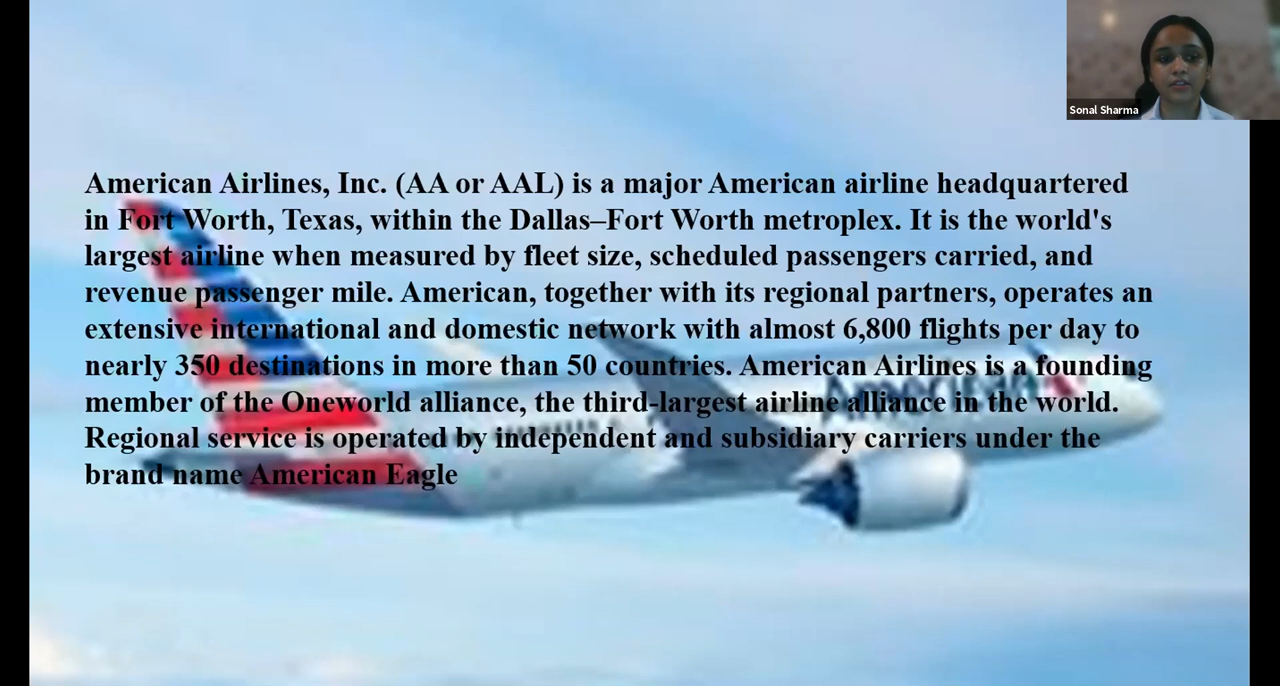 Sonal Sharma
American Airlines, Inc. (AA or AAL) is a major American airline headquartered
in Fort Worth, Texas, within the Dallas–Fort Worth metroplex. It is the world's
largest airline when measured by fleet size, scheduled passengers carried, and
revenue passenger mile. American, together with its regional partners, operates an
extensive international and domestic network with almost 6,800 flights per day to
nearly 350 destinations in more than 50 countries. American Airlines is a founding
member of the Oneworld alliance, the third-largest airline alliance in the world.
Regional service is operated by independent and subsidiary carriers under the
brand name American Eagle
American